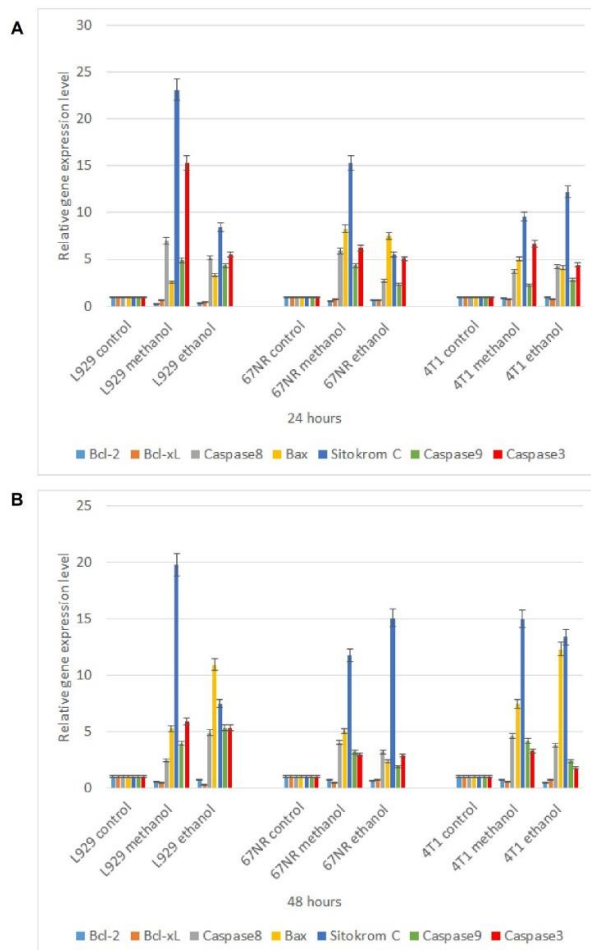 A
Relative gene expression level
30
25
20
15
10
5
0
L929 control
L929 methanol
L929 ethanol
67NR control
67NR methanol
67NR ethanol
4T1 control
4T1 methanol
4T1 ethanol
24 hours
Bcl-2 Bcl-xL Caspase8 Bax Sitokrom C Caspase9 Caspase3
B
Relative gene expression level
25
20
15
10
5
0
L929 control
L929 methanol
L929 ethanol
67NR control
67NR methanol
67NR ethanol
4T1 control
4T1 methanol
4T1 ethanol
48 hours
Bcl-2 Bcl-xL Caspase8 Bax Sitokrom C Caspase9 Caspase3